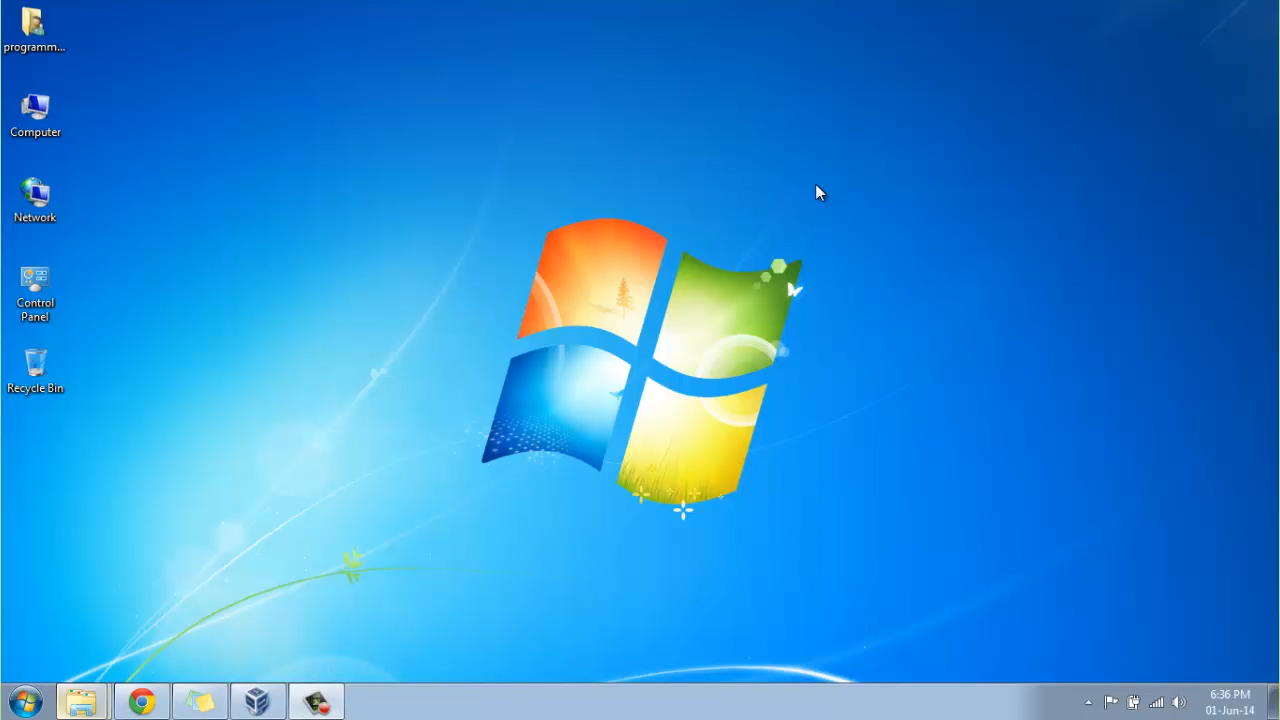 programm...
Computer
Network
Control
Panel
Recycle Bin
6:36 PM
01-Jun-14